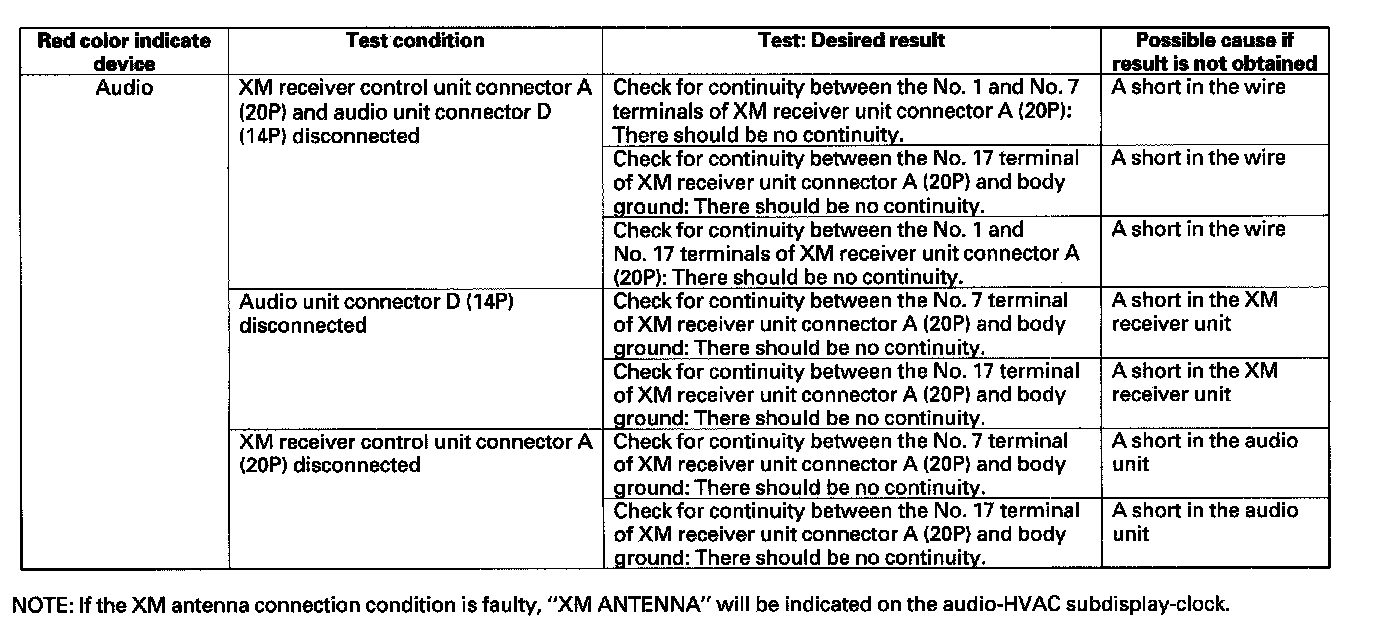 Red color indicate
device
Test condition
Test: Desired result
Possible cause if
result is not obtained
Audio
XM receiver control unit connector A
(20P) and audio unit connector D
(14P) disconnected
Check for continuity between the No. 1 and No. 7
terminals of XM receiver unit connector A (20P):
There should be no continuity.
A short in the wire
Check for continuity between the No. 17 terminal
of XM receiver unit connector A (20P) and body
ground: There should be no continuity.
A short in the wire
Check for continuity between the No. 1 and
No. 17 terminals of XM receiver unit connector A
(20P): There should be no continuity.
A short in the wire
Audio unit connector D (14P)
disconnected
Check for continuity between the No. 7 terminal
of XM receiver unit connector A (20P) and body
ground: There should be no continuity.
A short in the XM
receiver unit
Check for continuity between the No. 17 terminal
of XM receiver unit connector A (20P) and body
ground: There should be no continuity.
A short in the XM
receiver unit
XM receiver control unit connector A
(20P) disconnected
Check for continuity between the No. 7 terminal
of XM receiver unit connector A (20P) and body
ground: There should be no continuity.
A short in the audio
unit
Check for continuity between the No. 17 terminal
of XM receiver unit connector A (20P) and body
ground: There should be no continuity.
A short in the audio
unit
NOTE: If the XM antenna connection condition is faulty, "XM ANTENNA" will be indicated on the audio-HVAC subdisplay-clock.